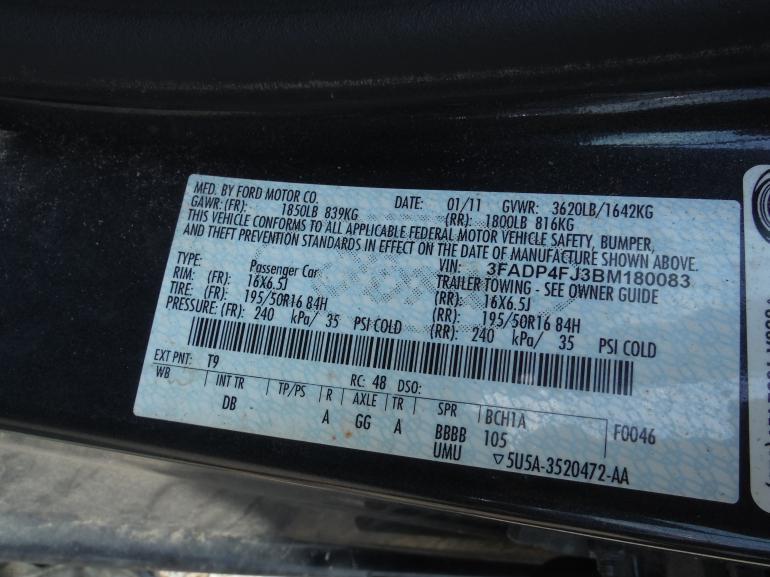 MFD. BY FORD MOTOR CO. DATE: 01/11 GVWR: 3620LB/1642KG
GAWR: (FR): 1850LB 839KG (RR): 1800LB 816KG
THIS VEHICLE CONFORMS TO ALL APPLICABLE FEDERAL MOTOR VEHICLE SAFETY, BUMPER,
AND THEFT PREVENTION STANDARDS IN EFFECT ON THE DATE OF MANUFACTURE SHOWN ABOVE.
VIN: 3FADP4FJ3BM180083
Passenger Car TRAILER TOWING - SEE OWNER GUIDE
RIM: (FR): 16X6.5J (RR): 16X6.5J
TIRE: (FR): 195/50R16 84H (RR): 195/50R16 84H
PRESSURE: (FR): 240 kPa/ 35 PSI COLD (RR): 240 kPa/ 35 PSI COLD
EXT PNT: T9 RC: 48 DSO:
WB INT TR TP/PS R AXLE TR SPR BCH1A F0046
DB A GG A BBBB 105
UMU ▽5U5A-3520472-AA